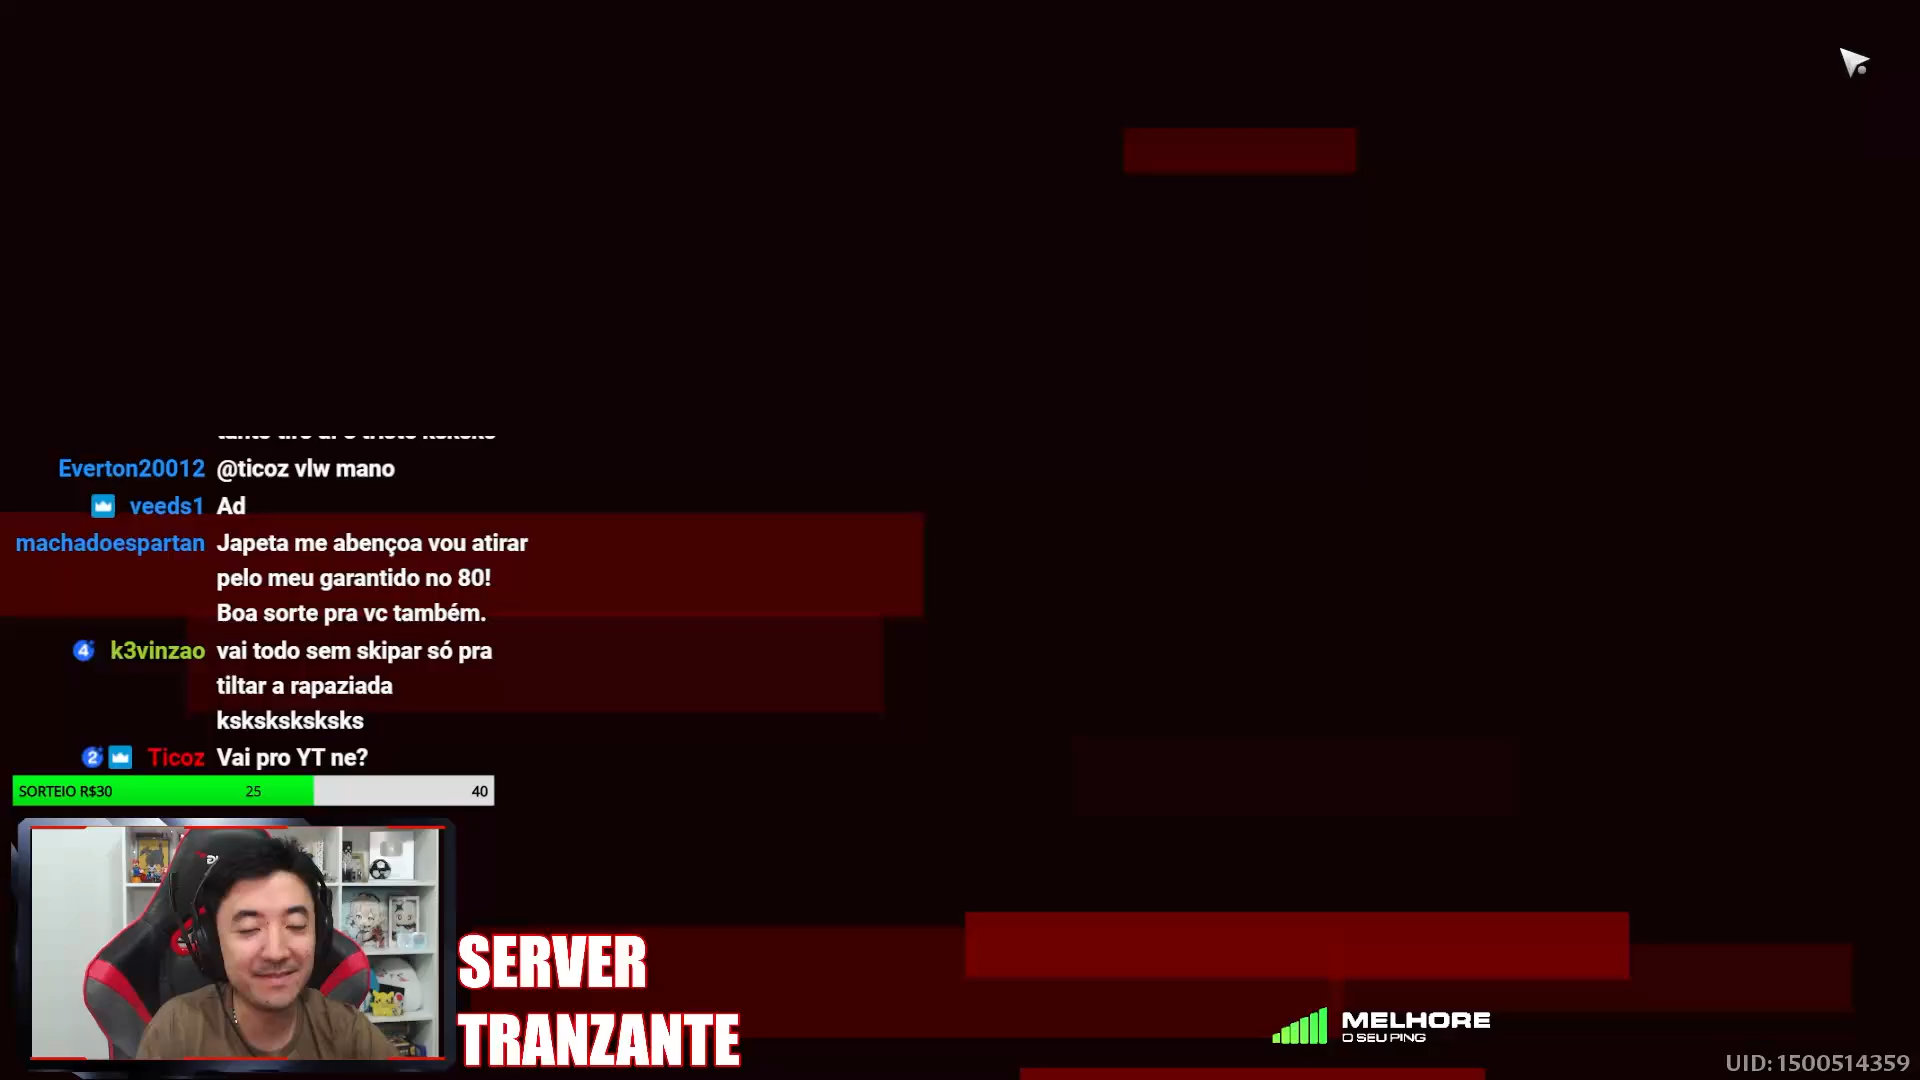 Everton20012 @ticoz vlw mano
veeds1 Ad
machadoespartan Japeta me abençoa vou atirar
pelo meu garantido no 80!
Boa sorte pra vc também.
4 k3vinzao vai todo sem skipar só pra
tiltar a rapaziada
ksksksksksks
2 Ticoz Vai pro YT ne?
SORTEIO R$30 25 40
SERVER
TRANZANTE
MELHORE
O SEU PING
UID: 1500514359